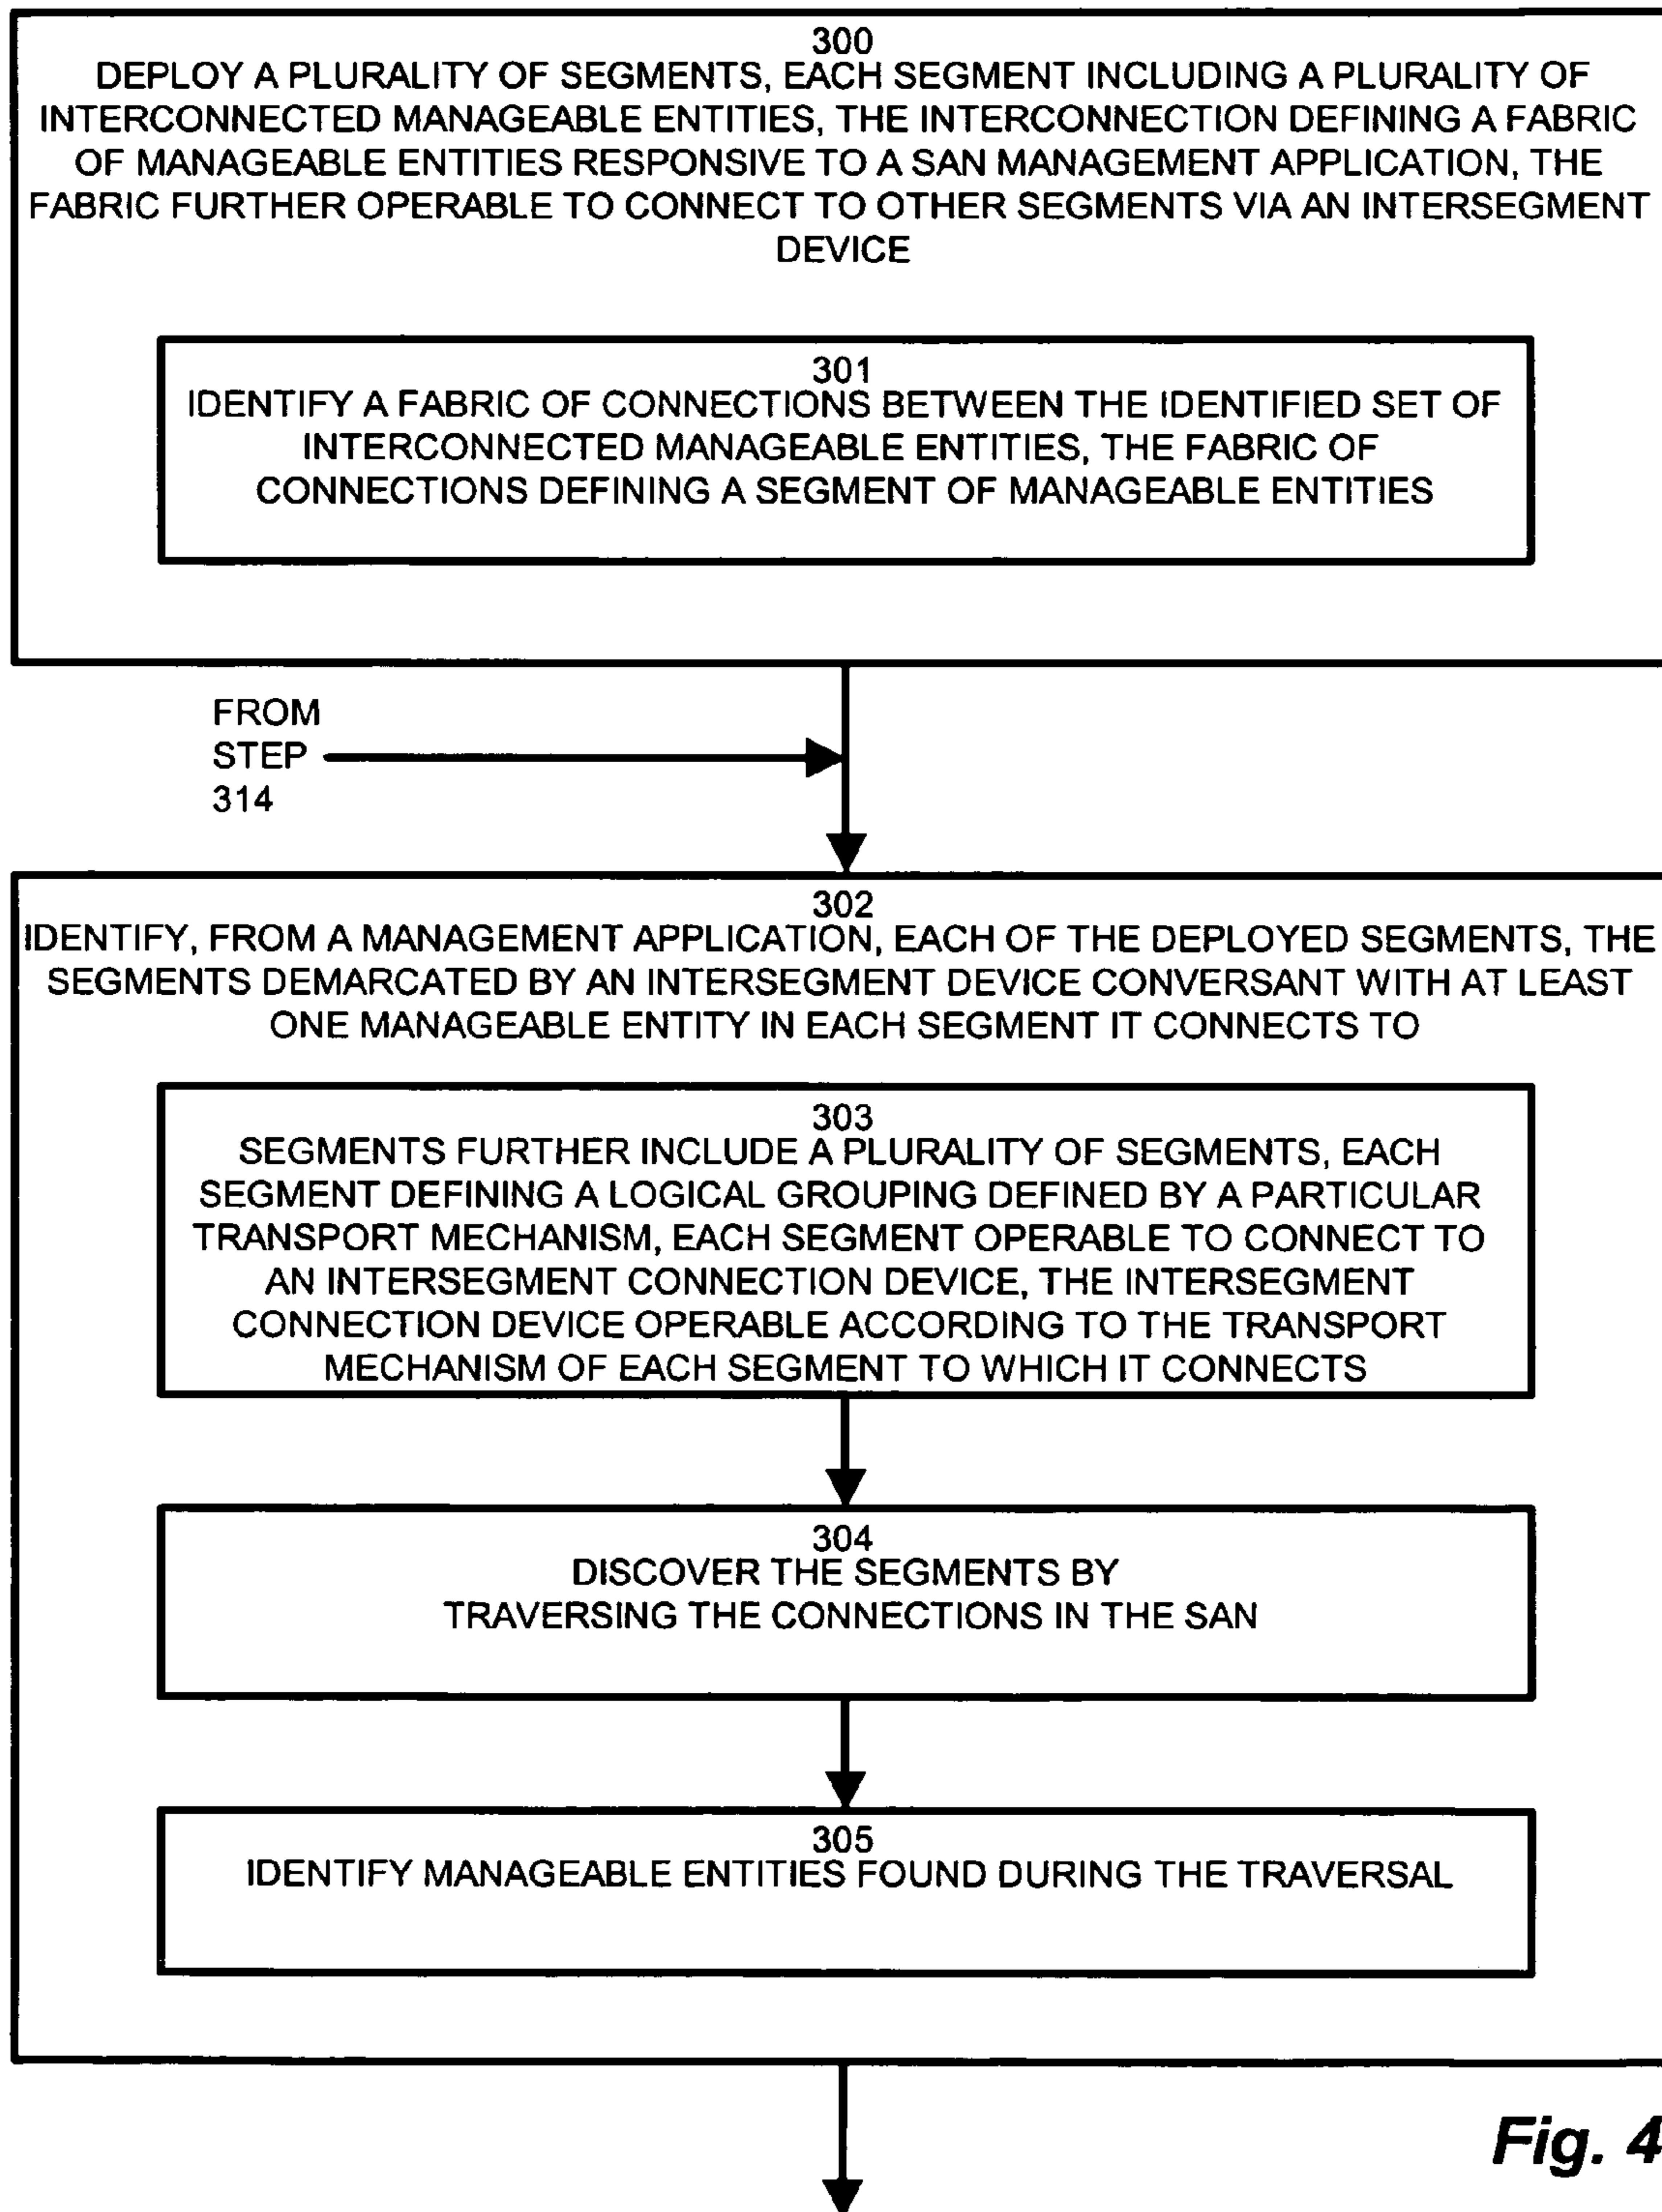 300
DEPLOY A PLURALITY OF SEGMENTS, EACH SEGMENT INCLUDING A PLURALITY OF
INTERCONNECTED MANAGEABLE ENTITIES, THE INTERCONNECTION DEFINING A FABRIC
OF MANAGEABLE ENTITIES RESPONSIVE TO A SAN MANAGEMENT APPLICATION, THE
FABRIC FURTHER OPERABLE TO CONNECT TO OTHER SEGMENTS VIA AN INTERSEGMENT
DEVICE
301
IDENTIFY A FABRIC OF CONNECTIONS BETWEEN THE IDENTIFIED SET OF
INTERCONNECTED MANAGEABLE ENTITIES, THE FABRIC OF
CONNECTIONS DEFINING A SEGMENT OF MANAGEABLE ENTITIES
FROM
STEP
314
302
IDENTIFY, FROM A MANAGEMENT APPLICATION, EACH OF THE DEPLOYED SEGMENTS, THE
SEGMENTS DEMARCATED BY AN INTERSEGMENT DEVICE CONVERSANT WITH AT LEAST
ONE MANAGEABLE ENTITY IN EACH SEGMENT IT CONNECTS TO
303
SEGMENTS FURTHER INCLUDE A PLURALITY OF SEGMENTS, EACH
SEGMENT DEFINING A LOGICAL GROUPING DEFINED BY A PARTICULAR
TRANSPORT MECHANISM, EACH SEGMENT OPERABLE TO CONNECT TO
AN INTERSEGMENT CONNECTION DEVICE, THE INTERSEGMENT
CONNECTION DEVICE OPERABLE ACCORDING TO THE TRANSPORT
MECHANISM OF EACH SEGMENT TO WHICH IT CONNECTS
304
DISCOVER THE SEGMENTS BY
TRAVERSING THE CONNECTIONS IN THE SAN
305
IDENTIFY MANAGEABLE ENTITIES FOUND DURING THE TRAVERSAL
Fig. 4